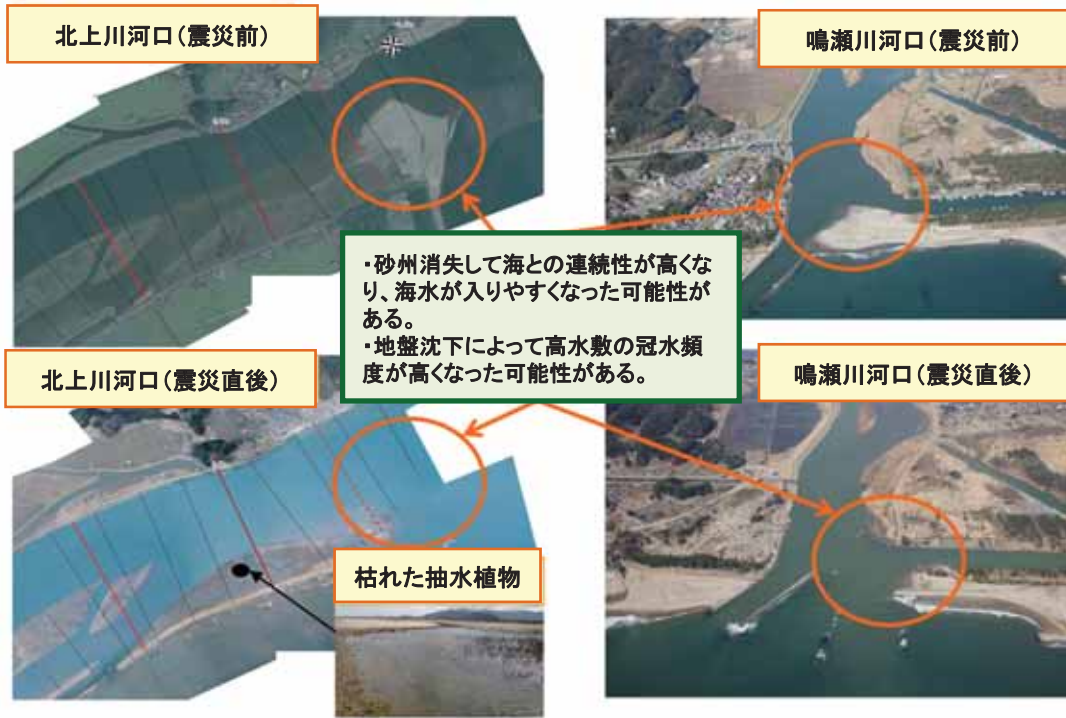 北上川河口（震災前）
鳴瀬川河口（震災前）
・砂州消失して海との連続性が高くな
り、海水が入りやすくなった可能性が
ある。
・地盤沈下によって高水敷の冠水頻
度が高くなった可能性がある。
北上川河口（震災直後）
鳴瀬川河口（震災直後）
枯れた抽水植物